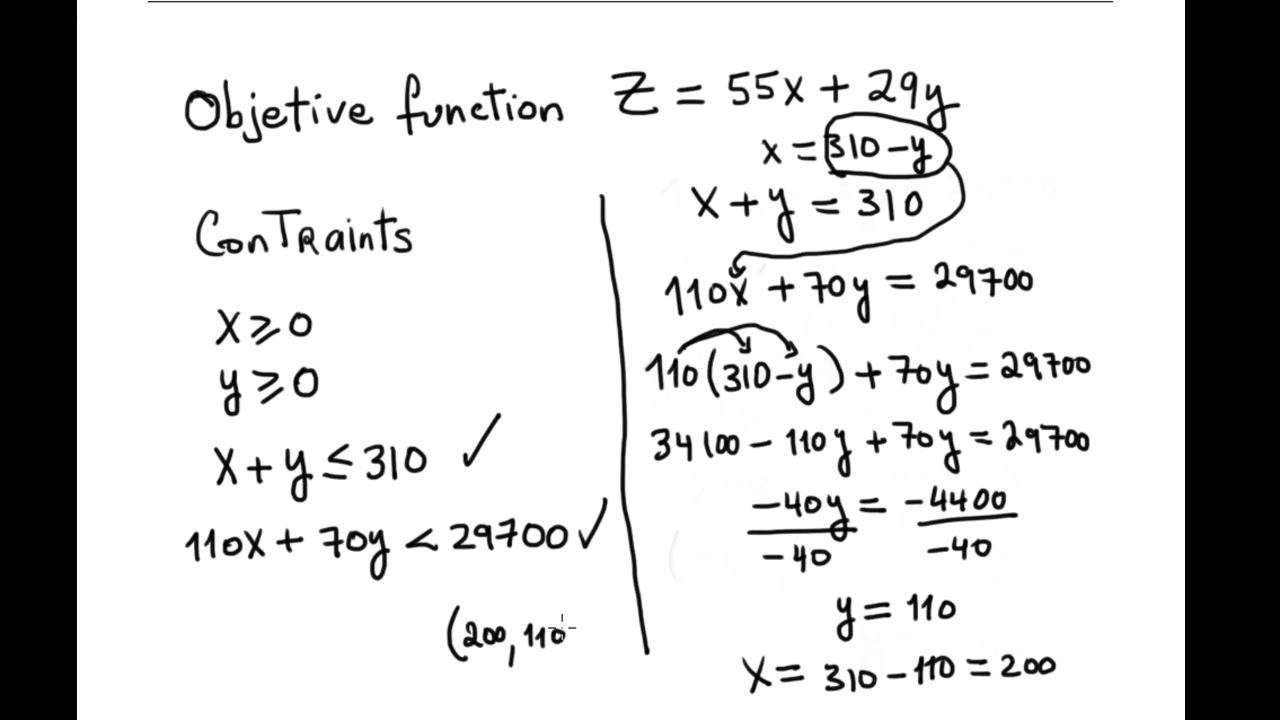 Objetive function Z = 55x + 29y
ConTRaints
x ≥ 0
y ≥ 0
x + y ≤ 310 ✓
110x + 70y < 29700 ✓
(200, 110
x = 310 - y
x + y = 310
110x + 70y = 29700
110(310 - y) + 70y = 29700
34100 - 110y + 70y = 29700
-40y = -4400
-40 -40
y = 110
x = 310 - 110 = 200